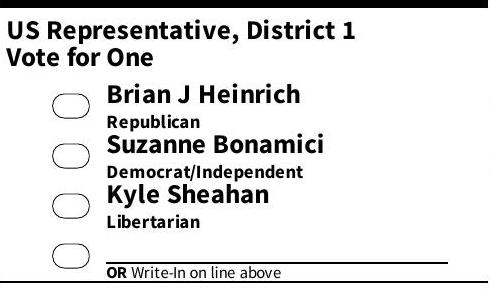 US Representative, District 1
Vote for One
Brian J Heinrich
Republican
Suzanne Bonamici
Democrat/Independent
Kyle Sheahan
Libertarian
OR Write-In on line above